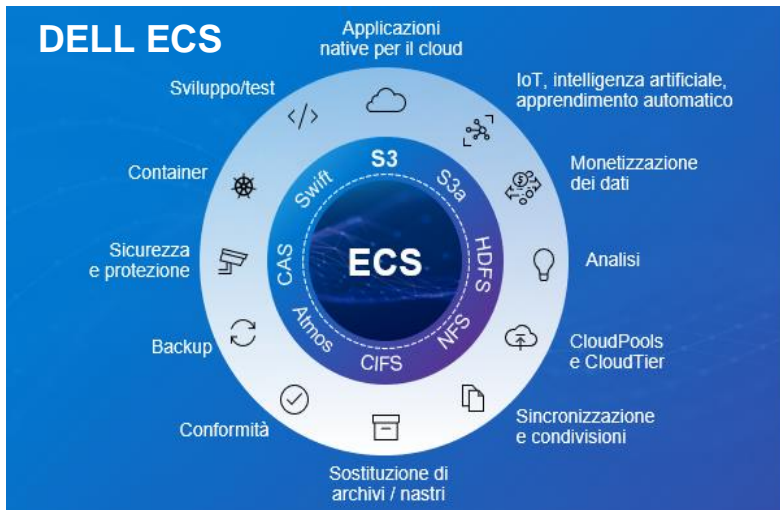 DELL ECS
Applicazioni
native per il cloud
IoT, intelligenza artificiale,
apprendimento automatico
Monetizzazione
dei dati
Analisi
CloudPools
e CloudTier
Sincronizzazione
e condivisioni
Sostituzione di
archivi / nastri
Conformità
Backup
Sicurezza
e protezione
Container
Sviluppo/test
S3
S3a
HDFS
NFS
CIFS
Atmos
CAS
Swift
ECS